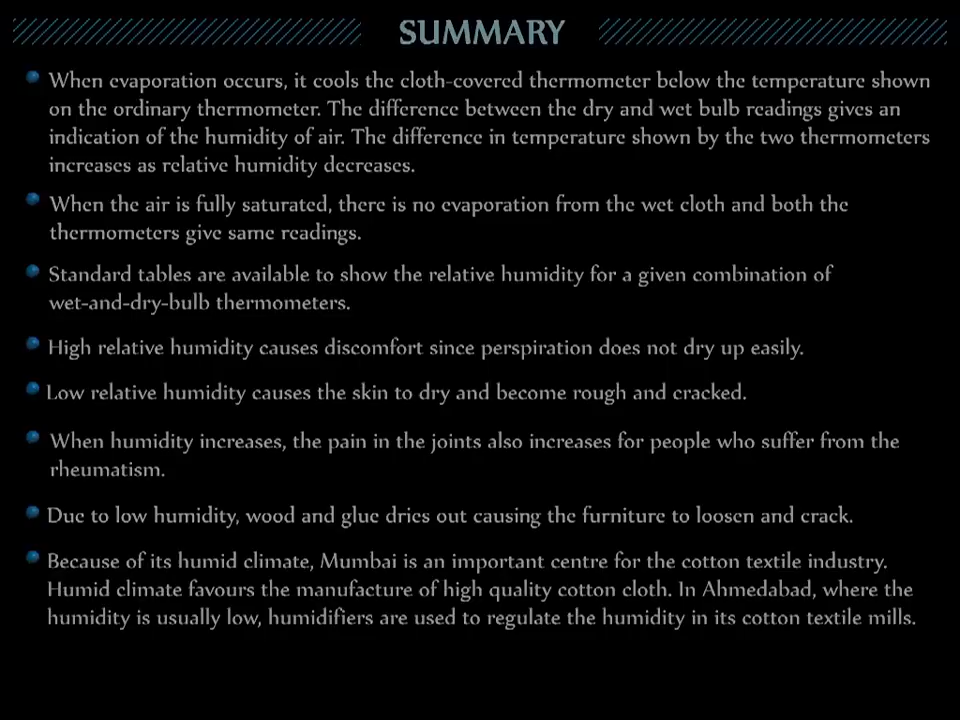 SUMMARY
When evaporation occurs, it cools the cloth-covered thermometer below the temperature shown
on the ordinary thermometer. The difference between the dry and wet bulb readings gives an
indication of the humidity of air. The difference in temperature shown by the two thermometers
increases as relative humidity decreases.
When the air is fully saturated, there is no evaporation from the wet cloth and both the
thermometers give same readings.
Standard tables are available to show the relative humidity for a given combination of
wet-and-dry-bulb thermometers.
High relative humidity causes discomfort since perspiration does not dry up easily.
Low relative humidity causes the skin to dry and become rough and cracked.
When humidity increases, the pain in the joints also increases for people who suffer from the
rheumatism.
Due to low humidity, wood and glue dries out causing the furniture to loosen and crack.
Because of its humid climate, Mumbai is an important centre for the cotton textile industry.
Humid climate favours the manufacture of high quality cotton cloth. In Ahmedabad, where the
humidity is usually low, humidifiers are used to regulate the humidity in its cotton textile mills.